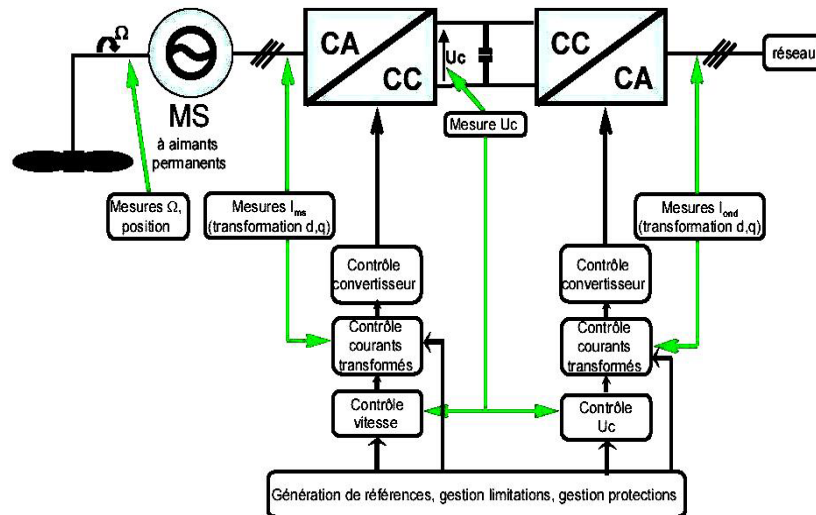 Ω
CA
CC
Uc
CC
CA
réseau
MS
à aimants
permanents
Mesure Uc
Mesures Ω,
position
Mesures Ims
(transformation d,q)
Mesures Iond
(transformation d,q)
Contrôle
convertisseur
Contrôle
convertisseur
Contrôle
courants
transformés
Contrôle
courants
transformés
Contrôle
vitesse
Contrôle
Uc
Génération de références, gestion limitations, gestion protections